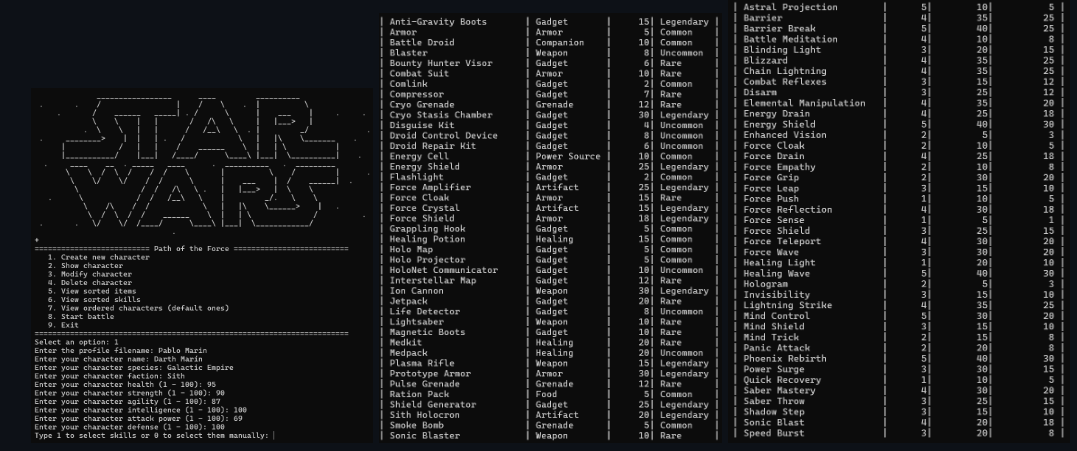 ======================== Path of the Force ========================
1. Create new character
2. Show character
3. Modify character
4. Delete character
5. View sorted items
6. View sorted skills
7. View ordered characters (default ones)
8. Start battle
9. Exit
Select an option: 1
Enter the profile filename: Pablo Marin
Enter your character name: Darth Marín
Enter your character species: Galactic Empire
Enter your character faction: Sith
Enter your character health (1 - 100): 95
Enter your character strength (1 - 100): 90
Enter your character agility (1 - 100): 87
Enter your character intelligence (1 - 100): 100
Enter your character attack power (1 - 100): 69
Enter your character defense (1 - 100): 100
Type 1 to select skills or 0 to select them manually:
| Anti-Gravity Boots | Gadget | 15| Legendary |
| Armor | Armor | 5| Common |
| Battle Droid | Companion | 10| Common |
| Blaster | Weapon | 8| Uncommon |
| Bounty Hunter Visor | Gadget | 6| Rare |
| Combat Suit | Armor | 10| Rare |
| Comlink | Gadget | 2| Common |
| Compressor | Gadget | 7| Rare |
| Cryo Grenade | Grenade | 12| Rare |
| Cryo Stasis Chamber | Gadget | 30| Legendary |
| Disguise Kit | Gadget | 4| Uncommon |
| Droid Control Device | Gadget | 8| Uncommon |
| Droid Repair Kit | Gadget | 6| Uncommon |
| Energy Cell | Power Source | 10| Common |
| Energy Shield | Armor | 25| Legendary |
| Flashlight | Gadget | 2| Common |
| Force Amplifier | Artifact | 25| Legendary |
| Force Cloak | Armor | 15| Rare |
| Force Crystal | Artifact | 15| Legendary |
| Force Shield | Armor | 18| Legendary |
| Grappling Hook | Gadget | 5| Common |
| Healing Potion | Healing | 15| Common |
| Holo Map | Gadget | 5| Common |
| Holo Projector | Gadget | 5| Common |
| HoloNet Communicator | Gadget | 10| Uncommon |
| Interstellar Map | Gadget | 12| Rare |
| Ion Cannon | Weapon | 30| Legendary |
| Jetpack | Gadget | 20| Rare |
| Life Detector | Gadget | 8| Uncommon |
| Lightsaber | Weapon | 10| Rare |
| Magnetic Boots | Gadget | 10| Rare |
| Medkit | Healing | 20| Rare |
| Medpack | Healing | 20| Uncommon |
| Plasma Rifle | Weapon | 15| Legendary |
| Prototype Armor | Armor | 30| Legendary |
| Pulse Grenade | Grenade | 12| Rare |
| Ration Pack | Food | 5| Common |
| Shield Generator | Gadget | 25| Legendary |
| Sith Holocron | Artifact | 20| Legendary |
| Smoke Bomb | Grenade | 5| Common |
| Sonic Blaster | Weapon | 10| Rare |
| Astral Projection | 5| 10| 5 |
| Barrier | 4| 35| 25 |
| Barrier Break | 5| 40| 25 |
| Battle Meditation | 4| 10| 8 |
| Blinding Light | 3| 20| 15 |
| Blizzard | 4| 35| 25 |
| Chain Lightning | 4| 35| 25 |
| Combat Reflexes | 3| 15| 12 |
| Disarm | 3| 25| 12 |
| Elemental Manipulation | 4| 35| 20 |
| Energy Drain | 4| 25| 18 |
| Energy Shield | 5| 40| 30 |
| Enhanced Vision | 2| 5| 3 |
| Force Cloak | 2| 10| 5 |
| Force Drain | 4| 25| 18 |
| Force Empathy | 2| 10| 8 |
| Force Grip | 2| 30| 20 |
| Force Leap | 3| 15| 10 |
| Force Push | 1| 10| 5 |
| Force Reflection | 4| 30| 18 |
| Force Sense | 1| 5| 1 |
| Force Shield | 3| 25| 15 |
| Force Teleport | 4| 30| 20 |
| Force Wave | 3| 30| 20 |
| Healing Light | 1| 20| 10 |
| Healing Wave | 5| 40| 30 |
| Hologram | 2| 5| 3 |
| Invisibility | 3| 15| 10 |
| Lightning Strike | 4| 35| 25 |
| Mind Control | 5| 30| 20 |
| Mind Shield | 3| 15| 10 |
| Mind Trick | 2| 15| 8 |
| Panic Attack | 2| 20| 8 |
| Phoenix Rebirth | 5| 40| 30 |
| Power Surge | 3| 30| 15 |
| Quick Recovery | 1| 10| 5 |
| Saber Mastery | 4| 30| 20 |
| Saber Throw | 3| 25| 15 |
| Shadow Step | 3| 15| 10 |
| Sonic Blast | 4| 20| 18 |
| Speed Burst | 3| 20| 8 |